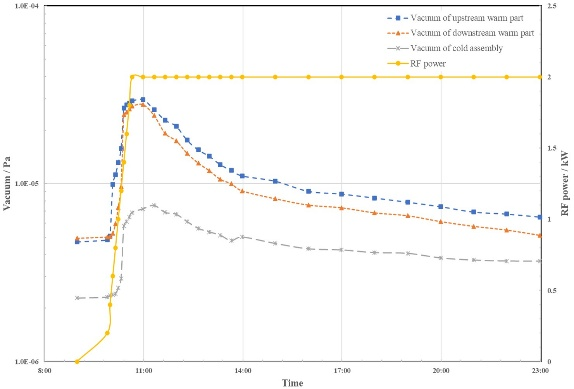 1.0E-04
1.0E-05
1.0E-06
Vacuum / Pa
Vacuum of upstream warm part
Vacuum of downstream warm part
Vacuum of cold assembly
RF power
2.5
2
1.5
1
0.5
0
RF power / kW
8:00
11:00
14:00
17:00
20:00
23:00
Time